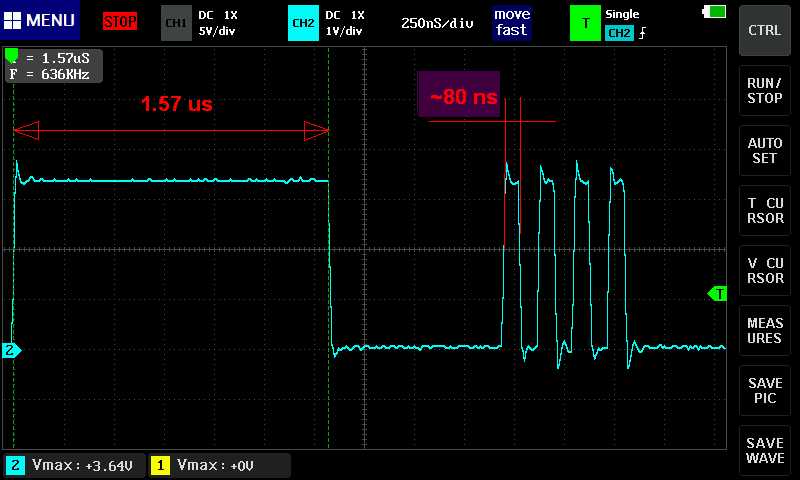 MENU
STOP
CH1
DC 1X
5V/div
CH2
DC 1X
1V/div
250nS/div
move
fast
T
Single
CH2
CTRL
= 1.57uS
F = 636KHz
1.57 us
~80 ns
RUN/
STOP
AUTO
SET
T CU
RSOR
V CU
RSOR
T
2
MEAS
URES
SAVE
PIC
SAVE
WAVE
2 Vmax: +3.64V
1 Vmax: +0V